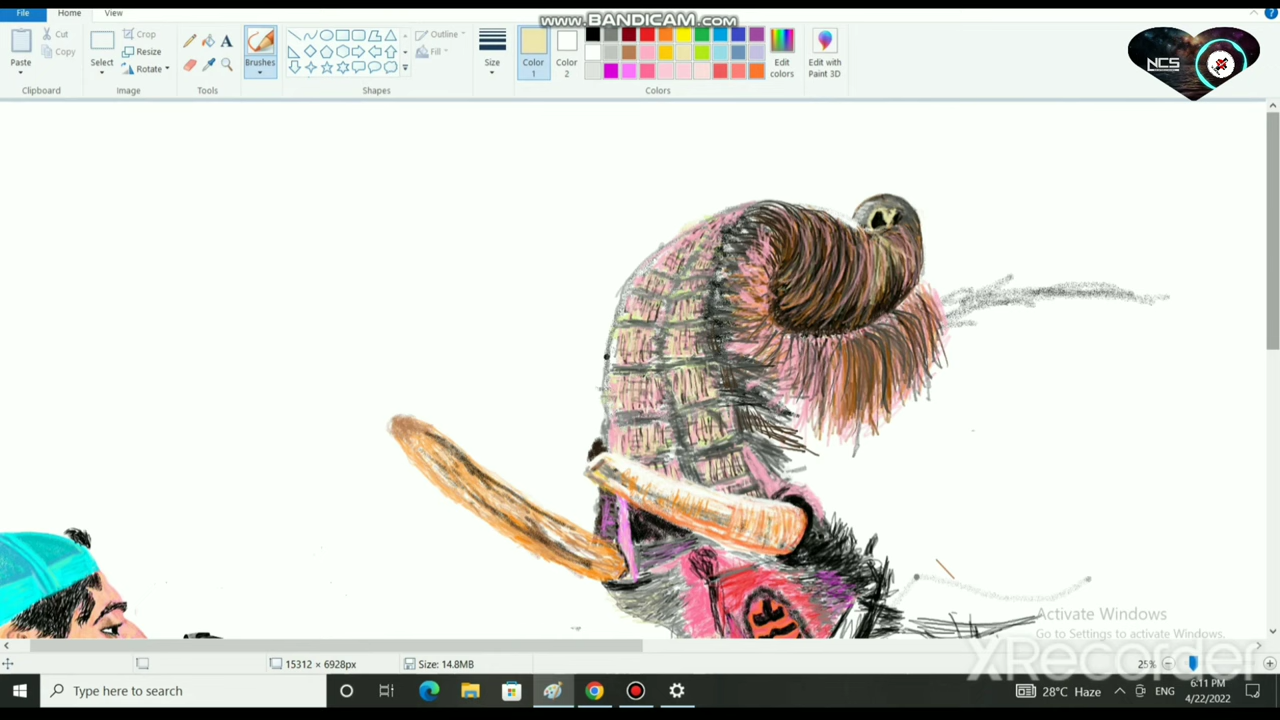 File Home View
www.BANDICAM.com
Cut
Copy
Paste
Clipboard
Crop
Resize
Rotate
Select
Image
Tools
Brushes
Outline
Fill
Shapes
Size
Color 1
Color 2
Colors
Edit colors
Edit with Paint 3D
NCS
Activate Windows
Go to Settings to activate Windows.
XRecorder
15312 × 6928px
Size: 14.8MB
25%
Type here to search
28°C Haze
ENG
6:11 PM
4/22/2022